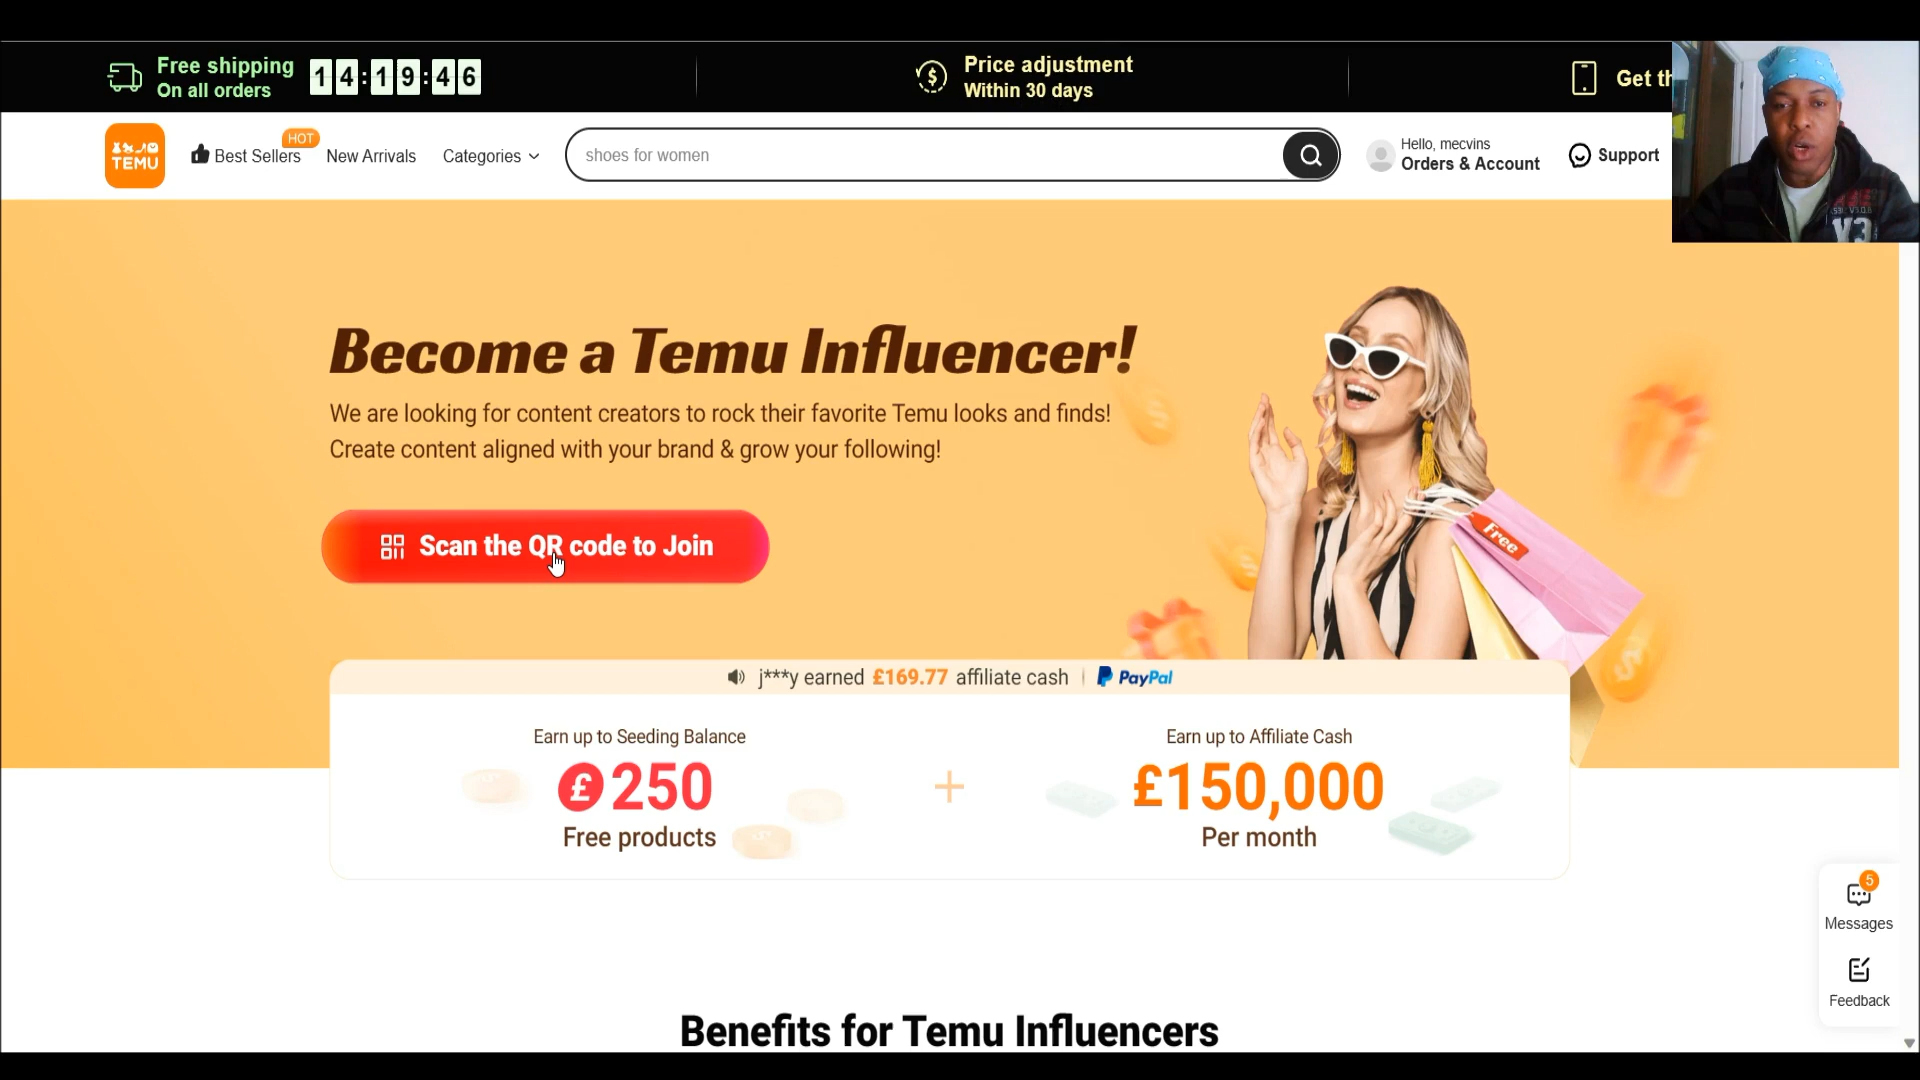 Free shipping
On all orders
14:19:46
Price adjustment
Within 30 days
Get
TEMU
Best Sellers
HOT
New Arrivals
Categories
shoes for women
Hello, mecvins
Orders & Account
Support
V3
Become a Temu Influencer!
We are looking for content creators to rock their favorite Temu looks and finds!
Create content aligned with your brand & grow your following!
Scan the QR code to Join
Free
j***y earned £169.77 affiliate cash
PayPal
Earn up to Seeding Balance
£250
Free products
+
Earn up to Affiliate Cash
£150,000
Per month
5
Messages
Feedback
Benefits for Temu Influencers